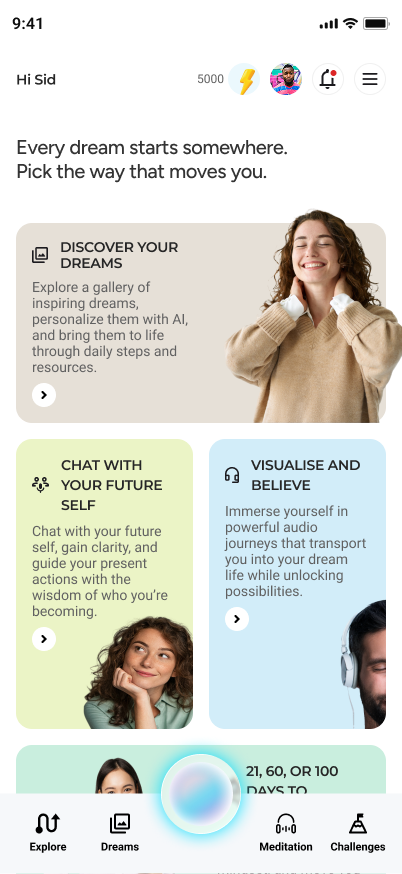 9:41
Hi Sid
5000
Every dream starts somewhere.
Pick the way that moves you.
DISCOVER YOUR
DREAMS
Explore a gallery of
inspiring dreams,
personalize them with AI,
and bring them to life
through daily steps and
resources.
CHAT WITH
YOUR FUTURE
SELF
Chat with your future
self, gain clarity, and
guide your present
actions with the
wisdom of who you’re
becoming.
VISUALISE AND
BELIEVE
Immerse yourself in
powerful audio
journeys that transport
you into your dream
life while unlocking
possibilities.
21, 60, OR 100
DAYS TO
Explore
Dreams
Meditation
Challenges